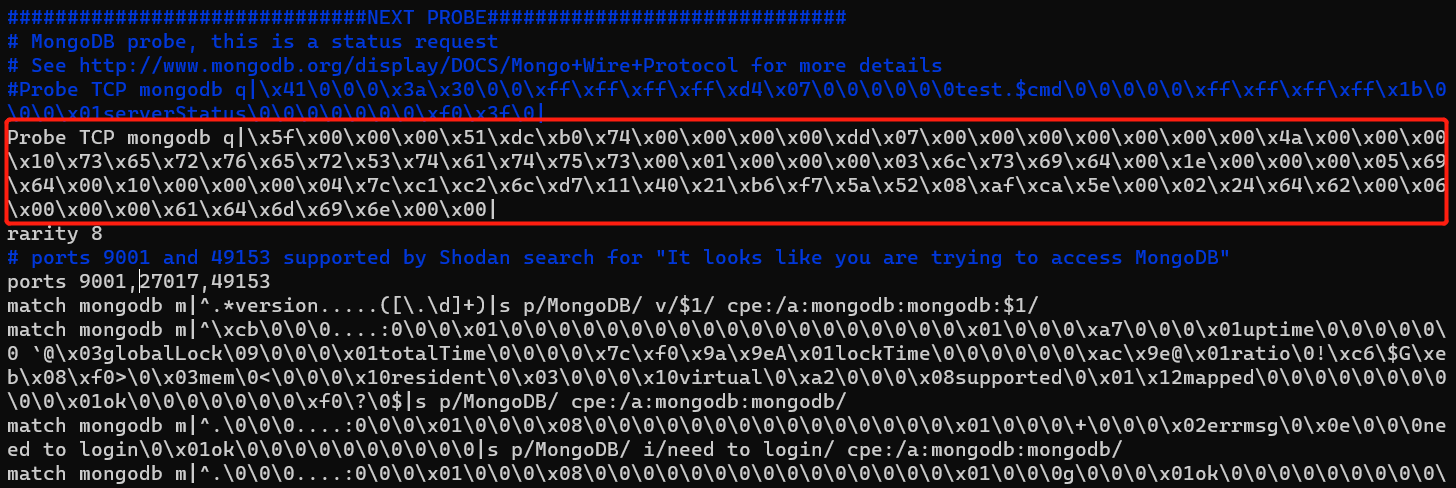 ##############################NEXT PROBE##############################
# MongoDB probe, this is a status request
# See http://www.mongodb.org/display/DOCS/Mongo+Wire+Protocol for more details
#Probe TCP mongodb q|\x41\0\0\0\x3a\x30\0\0\xff\xff\xff\xff\xd4\x07\0\0\0\0\0\0test.$cmd\0\0\0\0\0\xff\xff\xff\xff\x1b\0
\0\0\x01serverStatus\0\0\0\0\0\0\0\xf0\x3f\0|
Probe TCP mongodb q|\x5f\x00\x00\x00\x51\xdc\xb0\x74\x00\x00\x00\x00\xdd\x07\x00\x00\x00\x00\x00\x00\x00\x4a\x00\x00\x00
\x10\x73\x65\x72\x76\x65\x72\x53\x74\x61\x74\x75\x73\x00\x01\x00\x00\x00\x03\x6c\x73\x69\x64\x00\x1e\x00\x00\x00\x05\x69
\x64\x00\x10\x00\x00\x00\x04\x7c\xc1\xc2\x6c\xd7\x11\x40\x21\xb6\xf7\x5a\x52\x08\xaf\xca\x5e\x00\x02\x24\x64\x62\x00\x06
\x00\x00\x00\x61\x64\x6d\x69\x6e\x00\x00|
rarity 8
# ports 9001 and 49153 supported by Shodan search for "It looks like you are trying to access MongoDB"
ports 9001,27017,49153
match mongodb m|^.*version.....([\.\d]+)|s p/MongoDB/ v/$1/ cpe:/a:mongodb:mongodb:$1/
match mongodb m|^\xcb\0\0\0....:0\0\0\x01\0\0\0\0\0\0\0\0\0\0\0\0\0\0\0\x01\0\0\0\xa7\0\0\0\x01uptime\0\0\0\0\0\
0 `@\x03globalLock\09\0\0\0\x01totalTime\0\0\0\0\x7c\xf0\x9a\x9eA\x01lockTime\0\0\0\0\0\0\xac\x9e@\x01ratio\0!\xc6\$G\xe
b\x08\xf0>\0\x03mem\0<\0\0\0\x10resident\0\x03\0\0\0\x10virtual\0\xa2\0\0\0\x08supported\0\x01\x12mapped\0\0\0\0\0\0\0\0
\0\0\x01ok\0\0\0\0\0\0\0\xf0\?\0$|s p/MongoDB/ cpe:/a:mongodb:mongodb/
match mongodb m|^.\0\0\0....:0\0\0\x01\0\0\0\x08\0\0\0\0\0\0\0\0\0\0\0\0\0\0\0\x01\0\0\0\+\0\0\0\x02errmsg\0\x0e\0\0\0ne
ed to login\0\x01ok\0\0\0\0\0\0\0\0\0\0|s p/MongoDB/ i/need to login/ cpe:/a:mongodb:mongodb/
match mongodb m|^.\0\0\0....:0\0\0\x01\0\0\0\x08\0\0\0\0\0\0\0\0\0\0\0\0\0\0\0\x01\0\0\0g\0\0\0\x01ok\0\0\0\0\0\0\0\0\0\